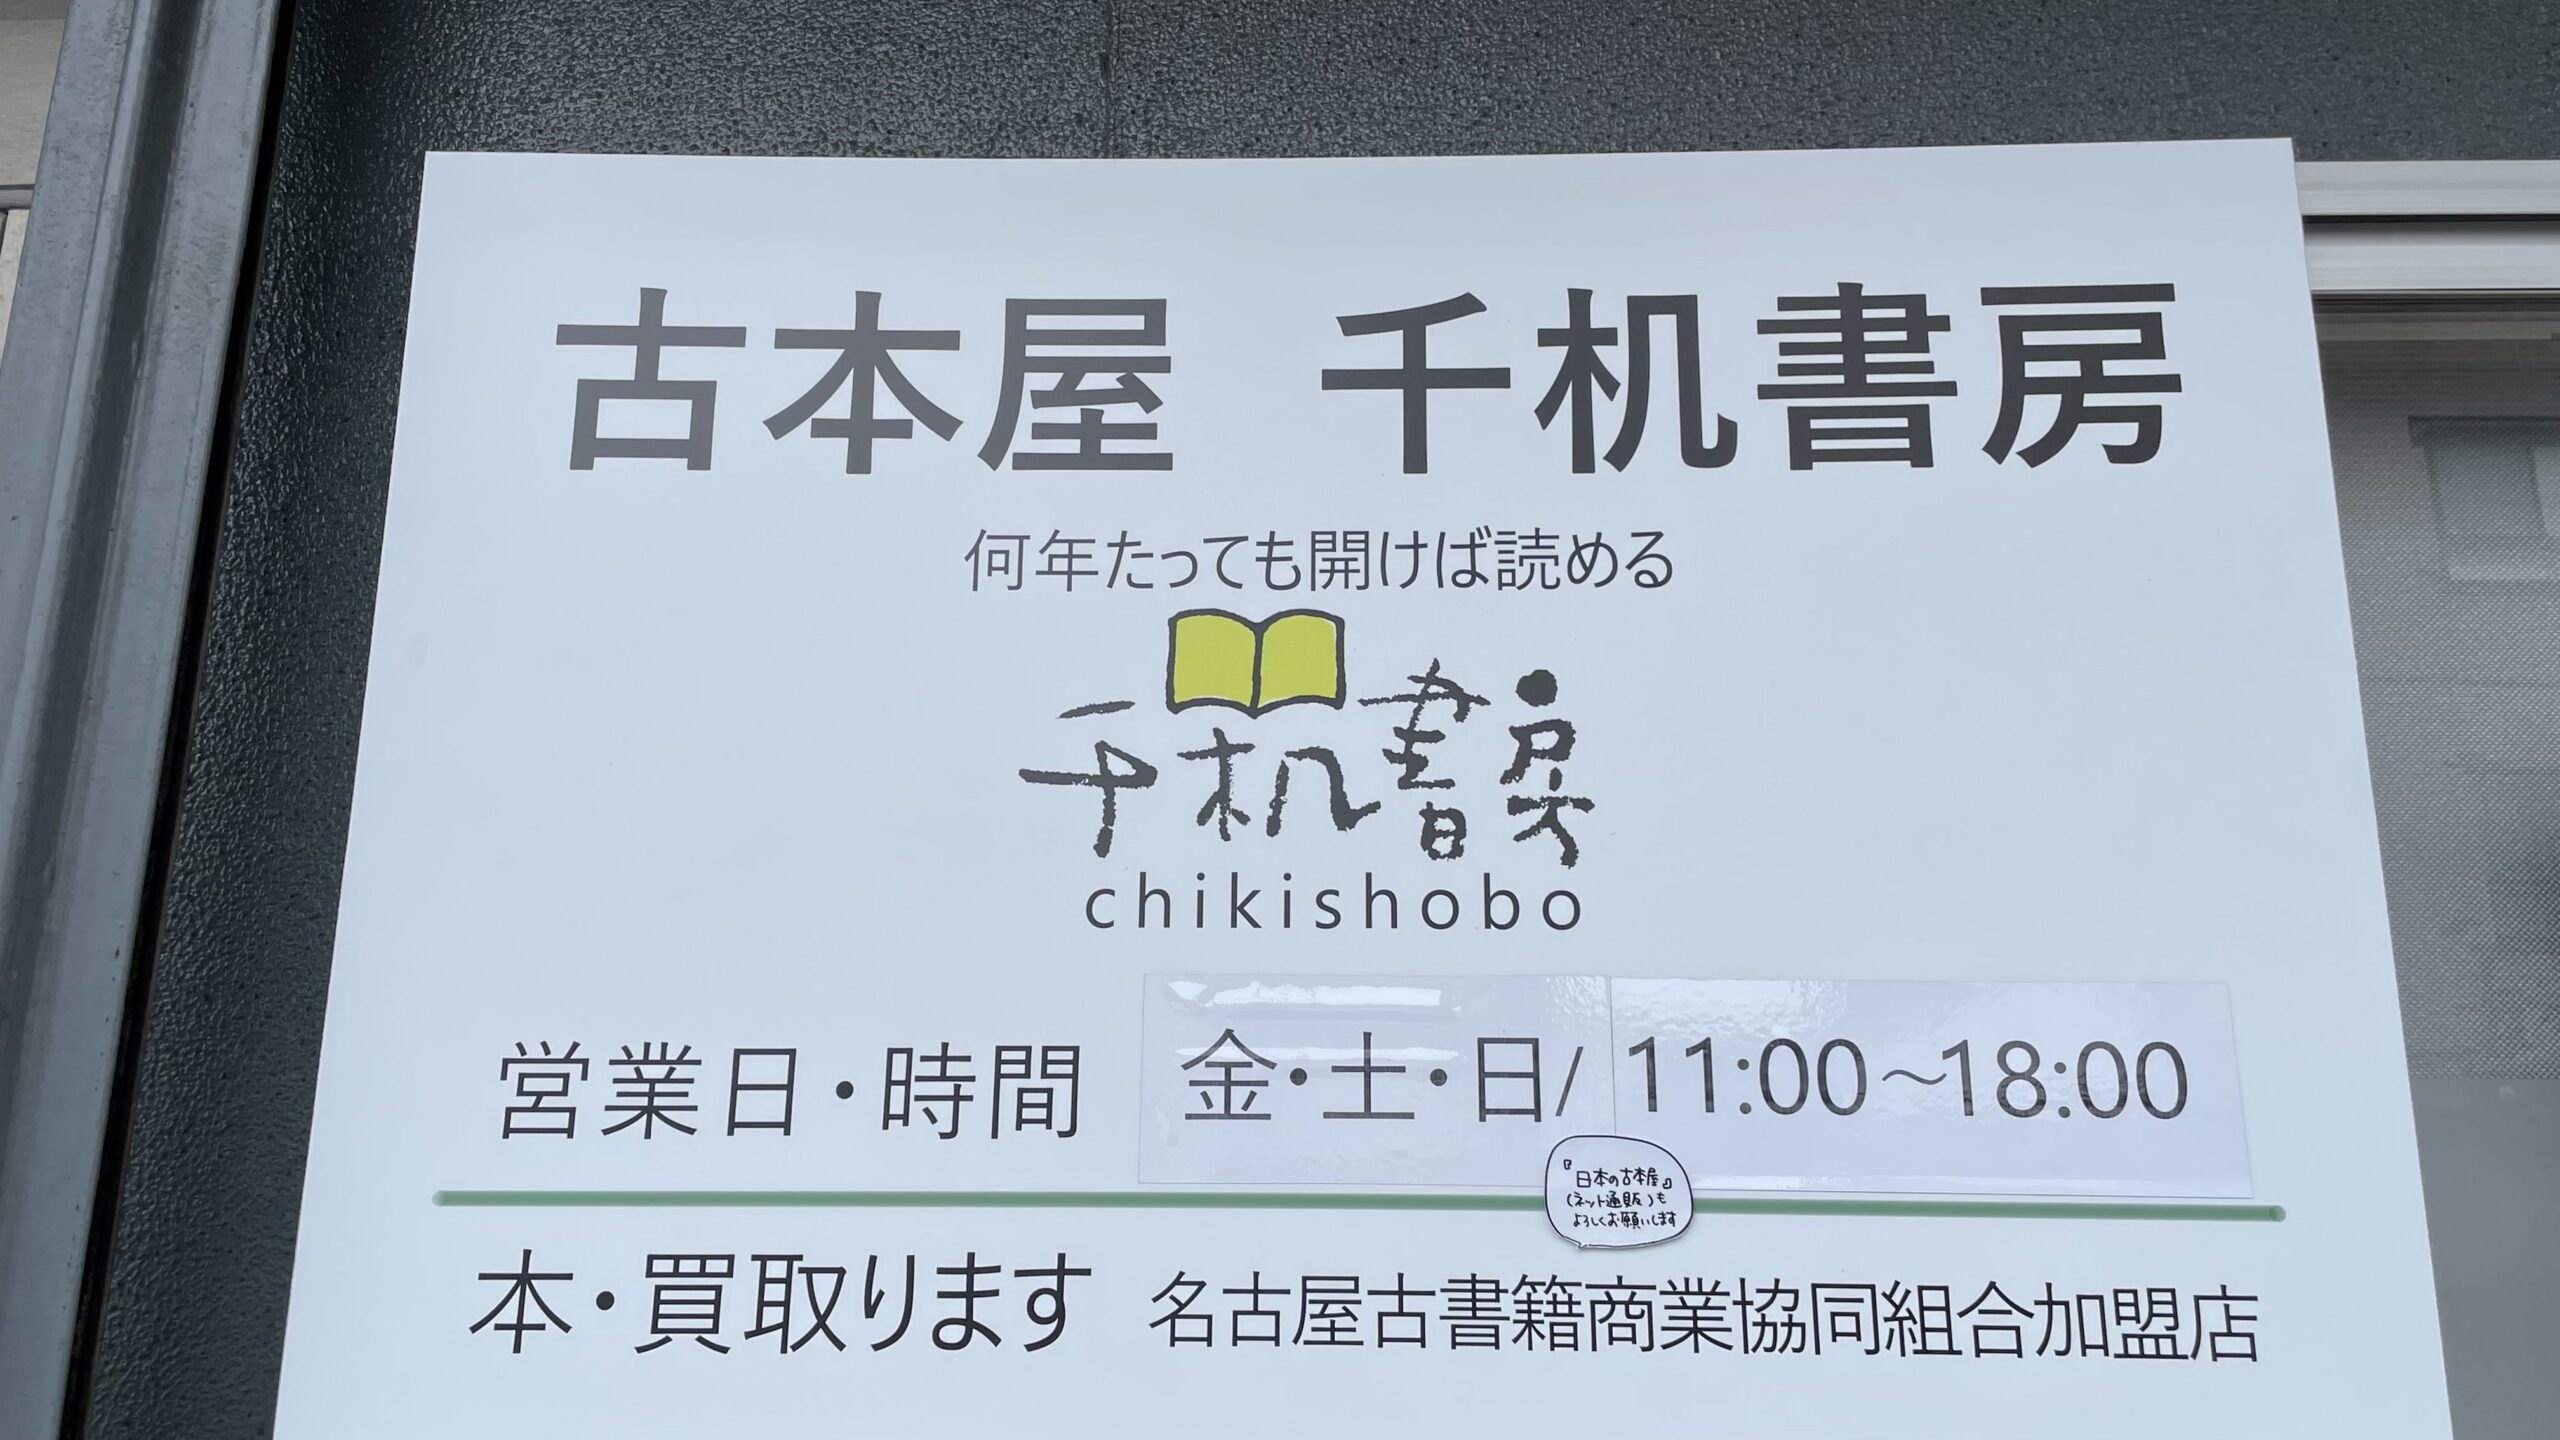 古本屋 千机書房
何年たっても開けば読める
千机書房
chikishobo
営業日・時間 金・土・日/ 11:00～18:00
『日本の古本屋』
(ネット通販)も
よろしくお願いします
本・買取ります 名古屋古書籍商業協同組合加盟店